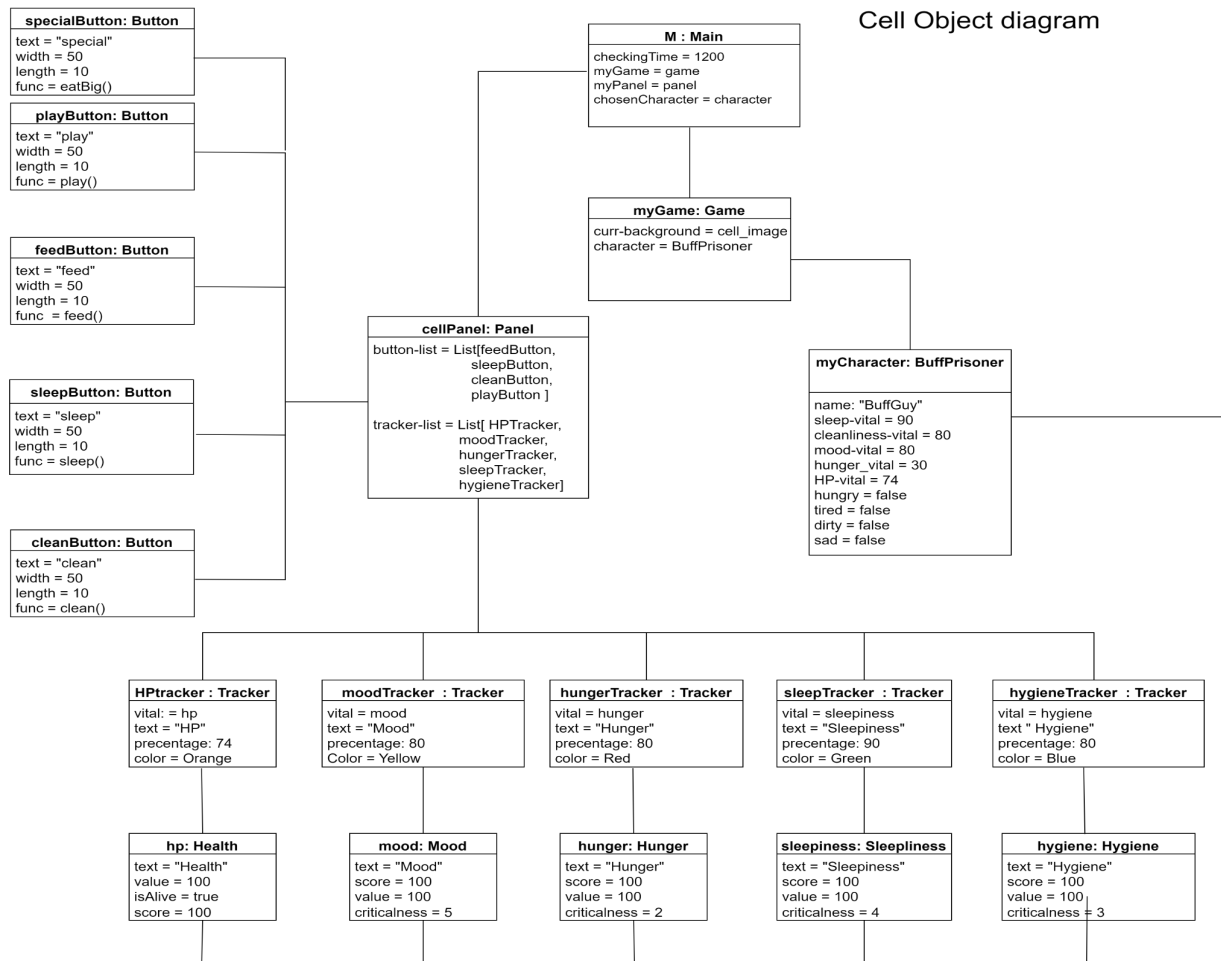 Cell Object diagram
specialButton: Button
text = "special"
width = 50
length = 10
func = eatBig()
playButton: Button
text = "play"
width = 50
length = 10
func = play()
feedButton: Button
text = "feed"
width = 50
length = 10
func  = feed()
sleepButton: Button
text = "sleep"
width = 50
length = 10
func = sleep()
cleanButton: Button
text = "clean"
width = 50
length = 10
func = clean()
M : Main
checkingTime = 1200
myGame = game
myPanel = panel
chosenCharacter = character
myGame: Game
curr-background = cell_image
character = BuffPrisoner
cellPanel: Panel
button-list = List[feedButton,
sleepButton,
cleanButton,
playButton ]
tracker-list = List[ HPTracker,
moodTracker,
hungerTracker,
sleepTracker,
hygieneTracker]
myCharacter: BuffPrisoner
name: "BuffGuy"
sleep-vital = 90
cleanliness-vital = 80
mood-vital = 80
hunger_vital = 30
HP-vital = 74
hungry = false
tired = false
dirty = false
sad = false
HPtracker : Tracker
vital: = hp
text = "HP"
precentage: 74
color = Orange
moodTracker  : Tracker
vital = mood
text = "Mood"
precentage: 80
Color = Yellow
hungerTracker  : Tracker
vital = hunger
text = "Hunger"
precentage: 80
color = Red
sleepTracker  : Tracker
vital = sleepiness
text = "Sleepiness"
precentage: 90
color = Green
hygieneTracker  : Tracker
vital = hygiene
text " Hygiene"
precentage: 80
color = Blue
hp: Health
text = "Health"
value = 100
isAlive = true
score = 100
mood: Mood
text = "Mood"
score = 100
value = 100
criticalness = 5
hunger: Hunger
text = "Hunger"
score = 100
value = 100
criticalness = 2
sleepiness: Sleepliness
text = "Sleepiness"
score = 100
value = 100
criticalness = 4
hygiene: Hygiene
text = "Hygiene"
score = 100
value = 100
criticalness = 3